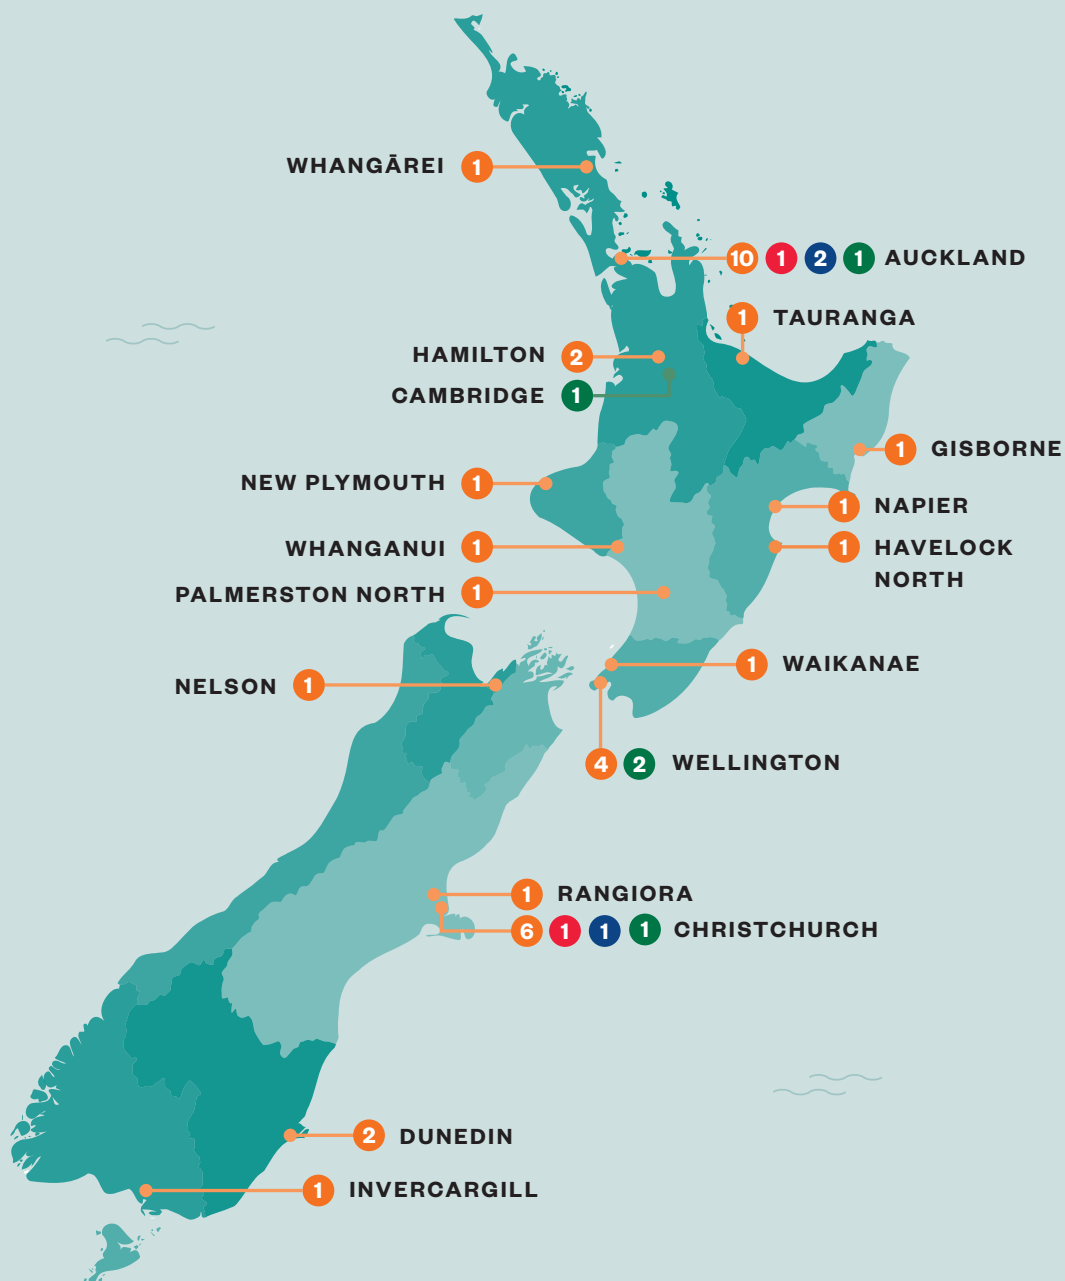 WHANGĀREI 1
10 1 2 1 AUCKLAND
1 TAURANGA
HAMILTON 2
CAMBRIDGE 1
1 GISBORNE
NEW PLYMOUTH 1
1 NAPIER
WHANGANUI 1
1 HAVELOCK
NORTH
PALMERSTON NORTH 1
1 WAIKANAE
NELSON 1
4 2 WELLINGTON
1 RANGIORA
6 1 1 1 CHRISTCHURCH
2 DUNEDIN
1 INVERCARGILL